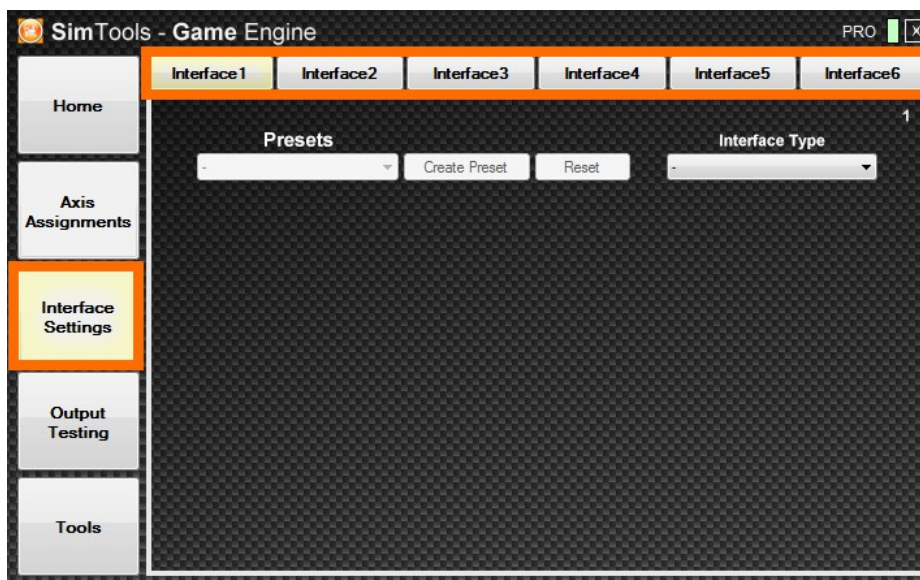 SimTools - Game Engine
PRO
X
Interface1 Interface2 Interface3 Interface4 Interface5 Interface6
Home
1
Presets
Interface Type
-
Create Preset
Reset
-
Axis
Assignments
Interface
Settings
Output
Testing
Tools